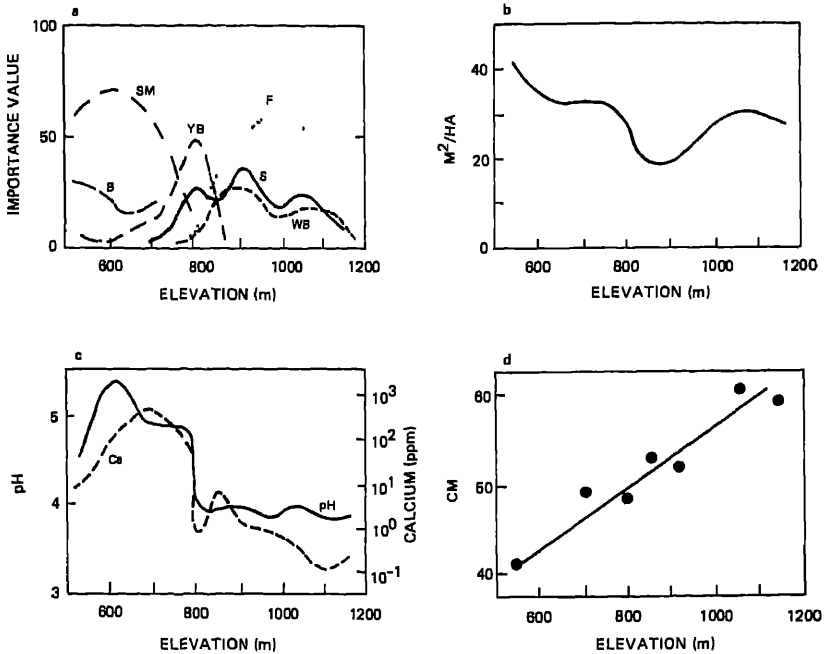 a
IMPORTANCE VALUE
100
50
0
SM
YB
F
B
S
WB
600
800
1000
1200
ELEVATION (m)
b
M²/HA
40
30
20
0
600
800
1000
1200
ELEVATION (m)
c
pH
5
4
3
Ca
pH
10³
10²
10¹
10⁰
10⁻¹
CALCIUM (ppm)
600
800
1000
1200
ELEVATION (m)
d
CM
60
50
40
600
800
1000
1200
ELEVATION (m)